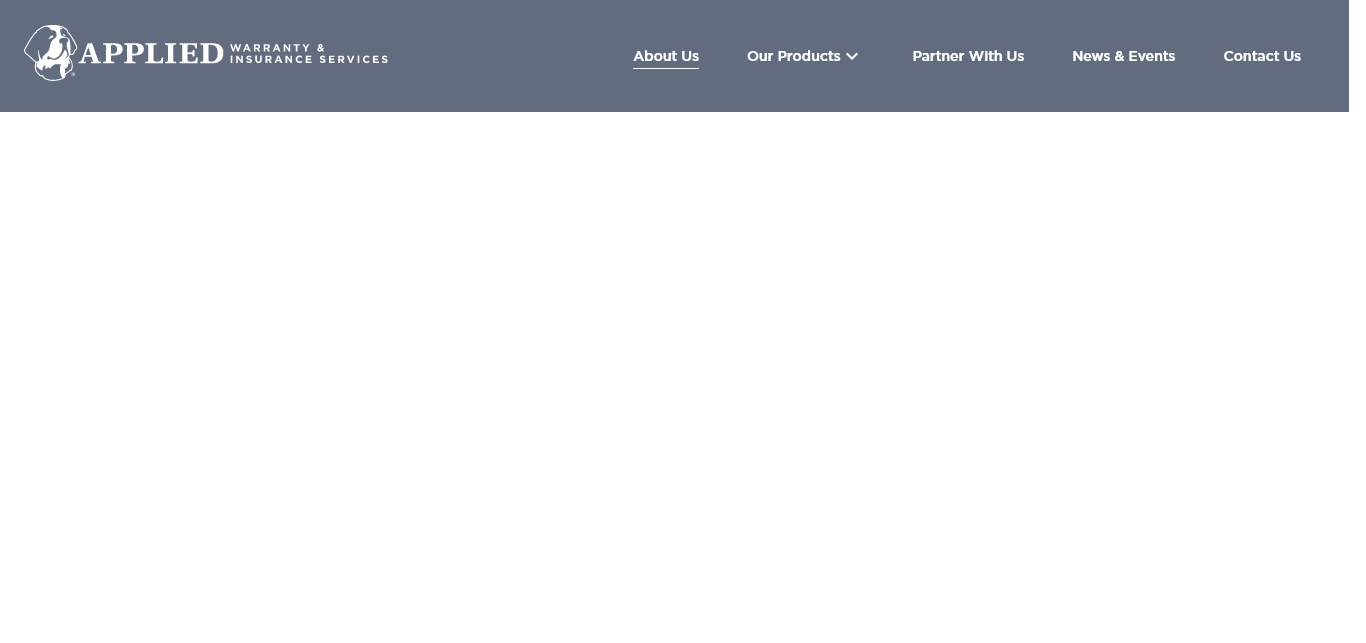 APPLIED WARRANTY &
INSURANCE SERVICES
About Us
Our Products
Partner With Us
News & Events
Contact Us